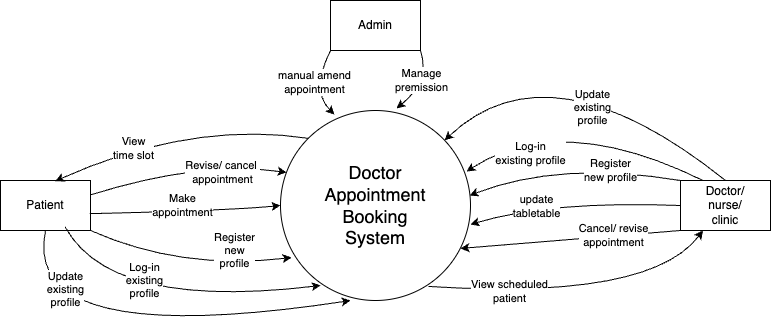 Admin
manual amend
appointment
Manage
premission
Update
existing
profile
View
time slot
Revise/ cancel
appointment
Log-in
existing profile
Register
new profile
Doctor
Appointment
Booking
System
Patient
Make
appointment
update
tabletable
Doctor/
nurse/
clinic
Register
new
profile
Cancel/ revise
appointment
Update
existing
profile
Log-in
existing
profile
View scheduled
patient